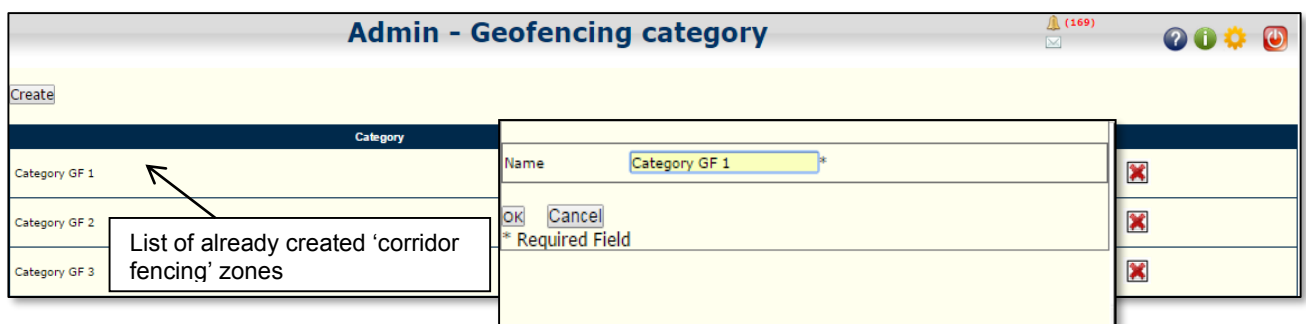 Admin - Geofencing category
(169)
Create
Category
Category GF 1
Category GF 2
Category GF 3
List of already created ‘corridor
fencing’ zones
Name Category GF 1 *
OK Cancel
* Required Field